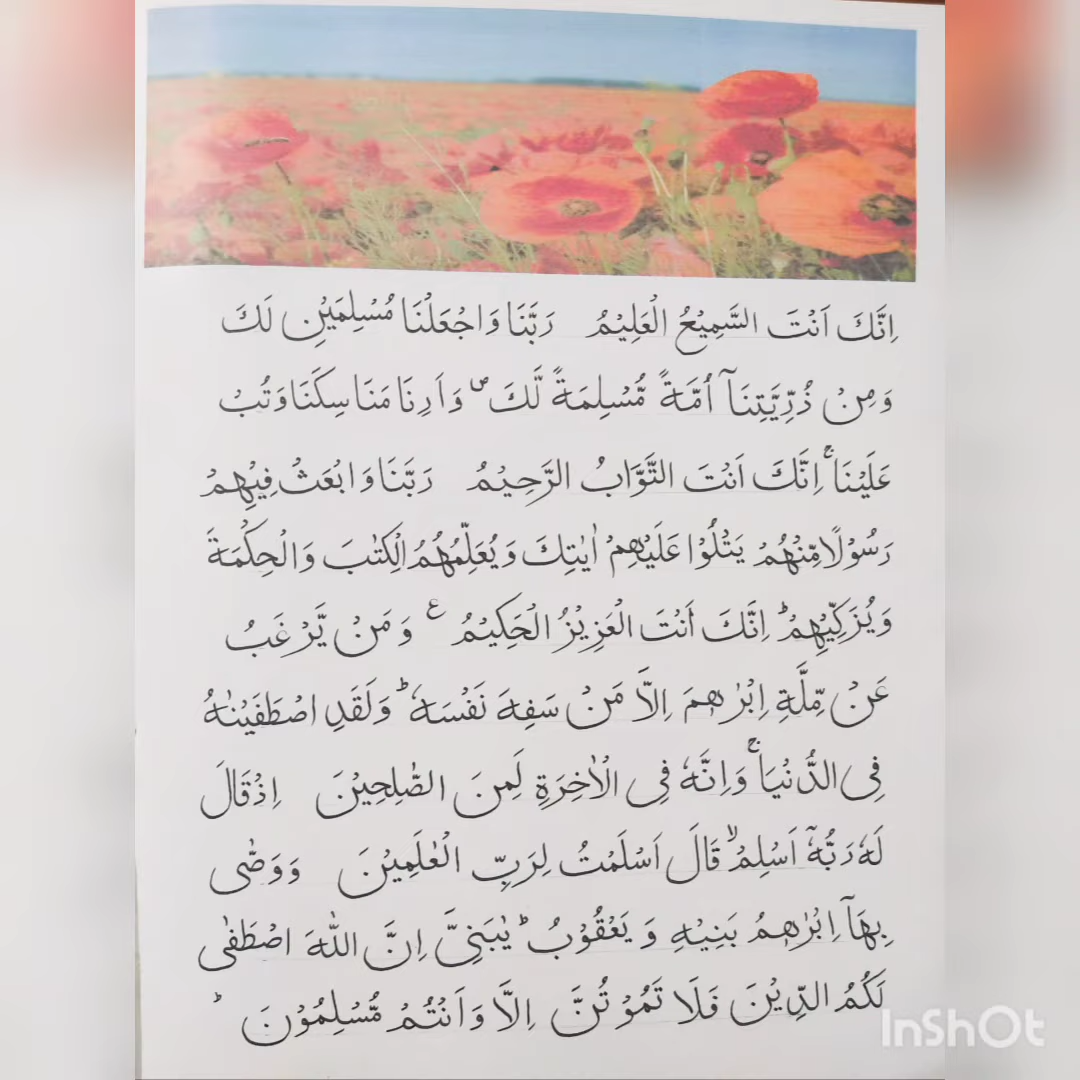 اِنَّكَ اَنْتَ السَّمِيْعُ الْعَلِيْمُ رَبَّنَا وَاجْعَلْنَا مُسْلِمَيْنِ لَكَ
وَمِنْ ذُرِّيَّتِنَآ اُمَّةً مُّسْلِمَةً لَّكَ ۖ وَاَرِنَا مَنَاسِكَنَا وَتُبْ
عَلَيْنَا ۚ اِنَّكَ اَنْتَ التَّوَّابُ الرَّحِيْمُ رَبَّنَا وَابْعَثْ فِيْهِمْ
رَسُوْلًا مِّنْهُمْ يَتْلُوْا عَلَيْهِمْ اٰيٰتِكَ وَيُعَلِّمُهُمُ الْكِتٰبَ وَالْحِكْمَةَ
وَيُزَكِّيْهِمْ ؕ اِنَّكَ أَنْتَ الْعَزِيْزُ الْحَكِيْمُ ع وَمَنْ يَّرْغَبُ
عَنْ مِّلَّةِ اِبْرٰهٖمَ اِلَّا مَنْ سَفِهَ نَفْسَهٗ ؕ وَلَقَدِ اصْطَفَيْنٰهُ
فِى الدُّنْيَا ۚ وَاِنَّهٗ فِى الْاٰخِرَةِ لَمِنَ الصّٰلِحِيْنَ اِذْ قَالَ
لَهٗ رَبُّهٗٓ اَسْلِمْ ۙ قَالَ اَسْلَمْتُ لِرَبِّ الْعٰلَمِيْنَ وَوَصّٰى
بِهَآ اِبْرٰهٖمُ بَنِيْهِ وَيَعْقُوْبُ ؕ يٰبَنِىَّ اِنَّ اللّٰهَ اصْطَفٰى
لَكُمُ الدِّيْنَ فَلَا تَمُوْتُنَّ اِلَّا وَاَنْتُمْ مُّسْلِمُوْنَ ؕ
InShOt